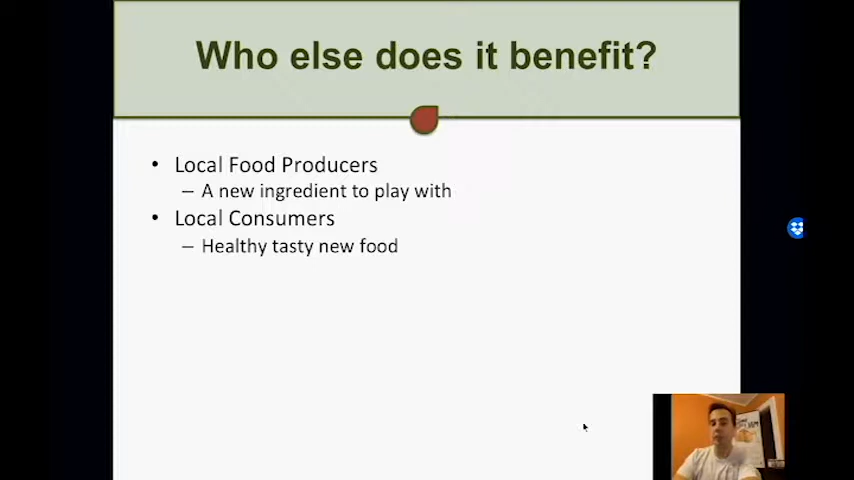 Who else does it benefit?
• Local Food Producers
– A new ingredient to play with
• Local Consumers
– Healthy tasty new food